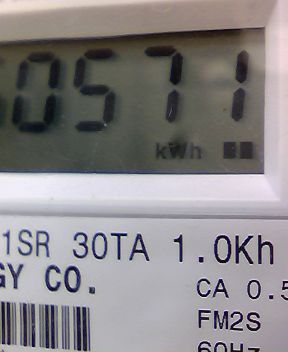 0571
kWh
1SR 30TA 1.0Kh
GY CO.
CA 0.5
FM2S
60Hz